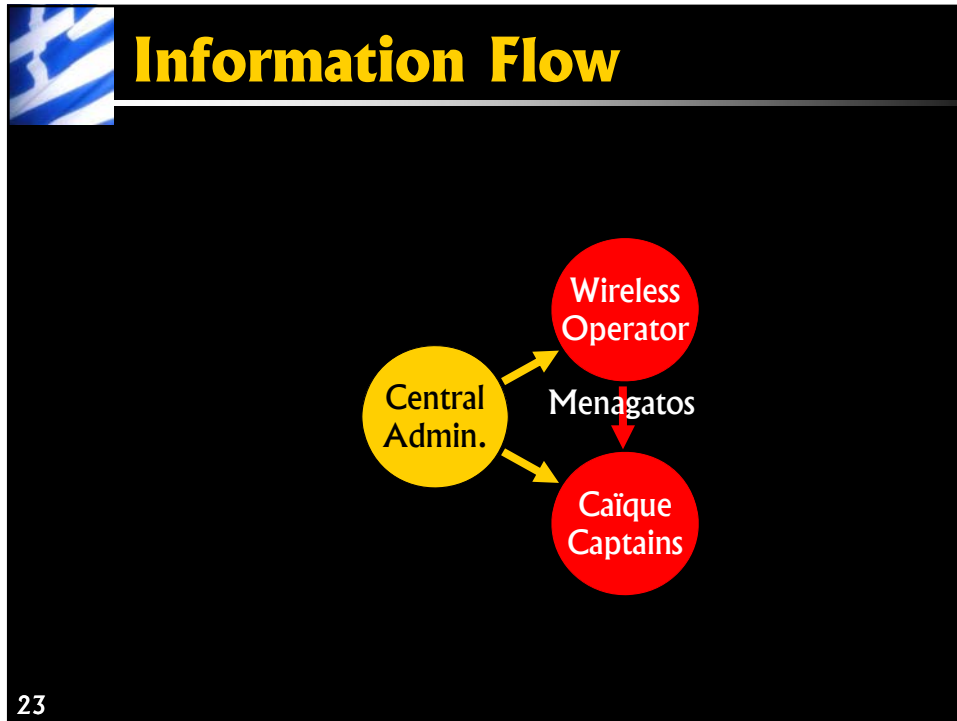 Information Flow
Wireless
Operator
Central
Admin.
Menagatos
Caïque
Captains
23